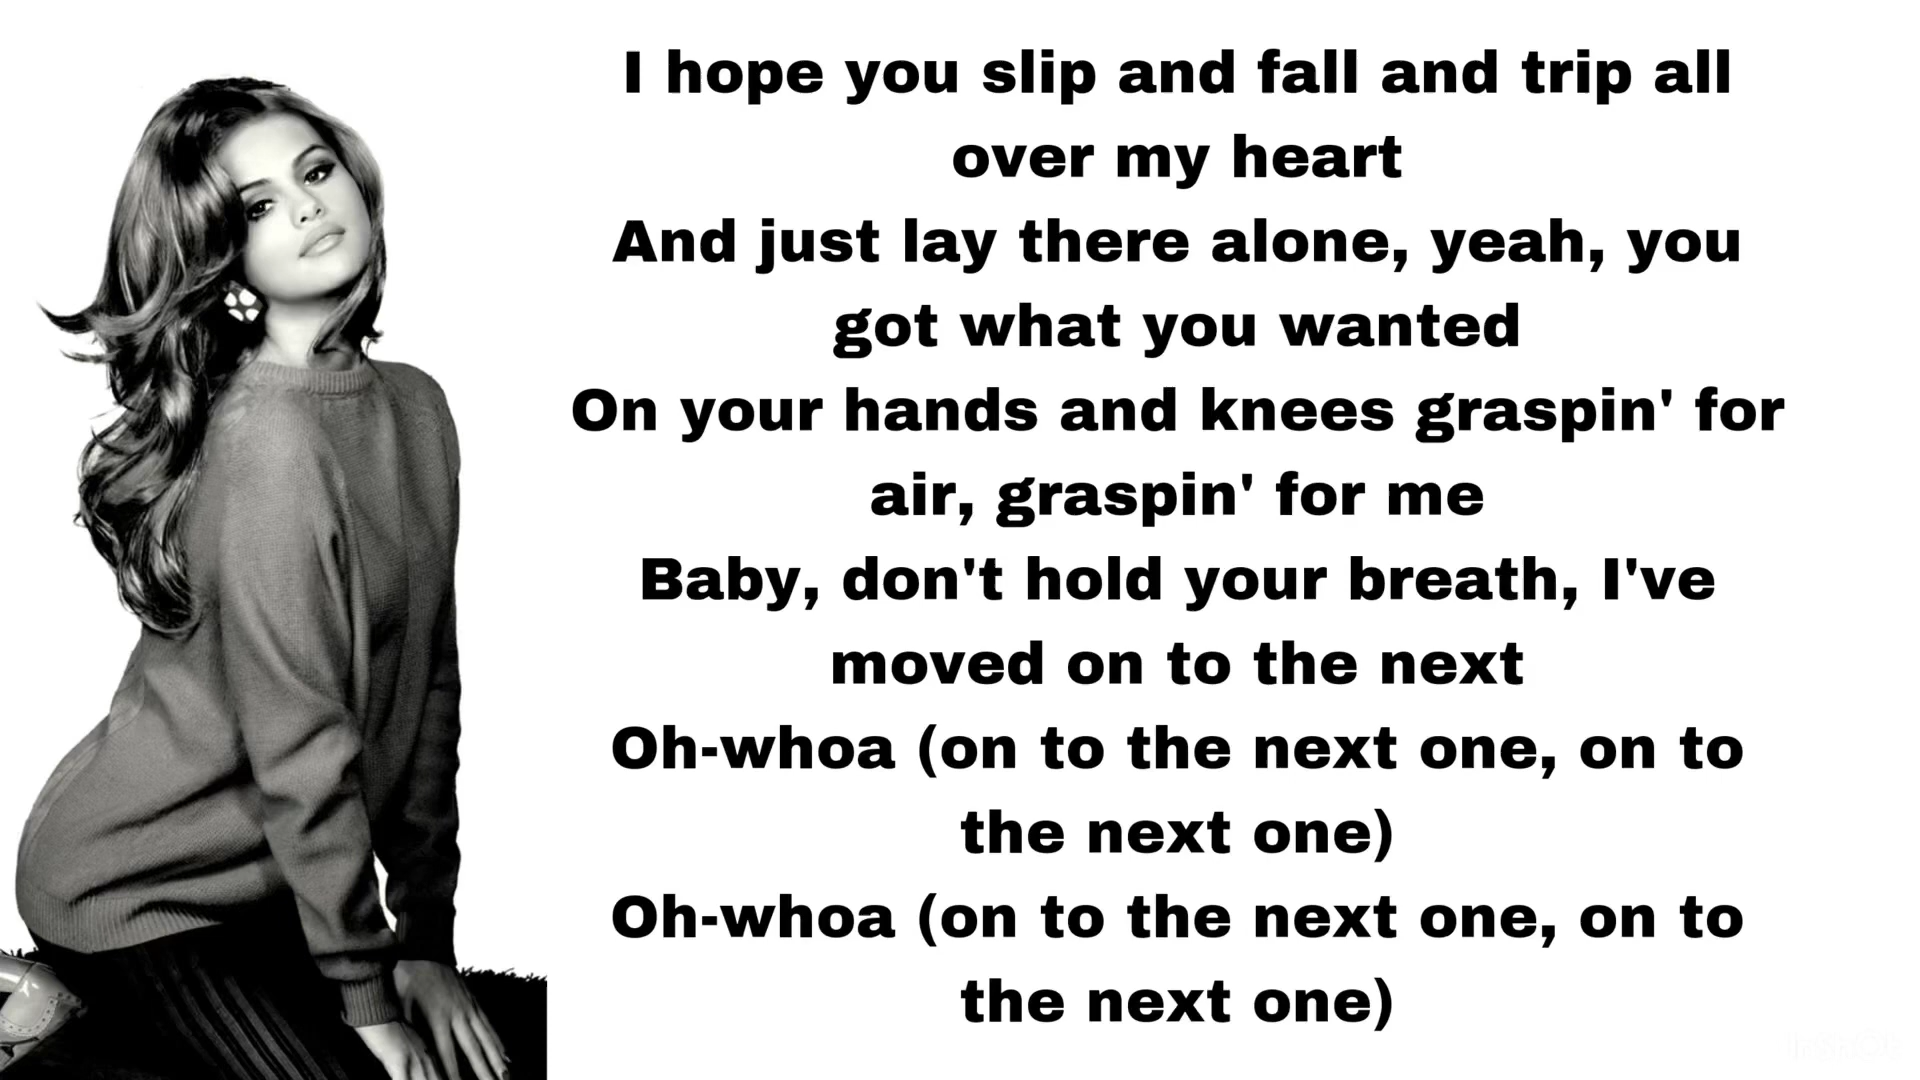 I hope you slip and fall and trip all
over my heart
And just lay there alone, yeah, you
got what you wanted
On your hands and knees graspin' for
air, graspin' for me
Baby, don't hold your breath, I've
moved on to the next
Oh-whoa (on to the next one, on to
the next one)
Oh-whoa (on to the next one, on to
the next one)